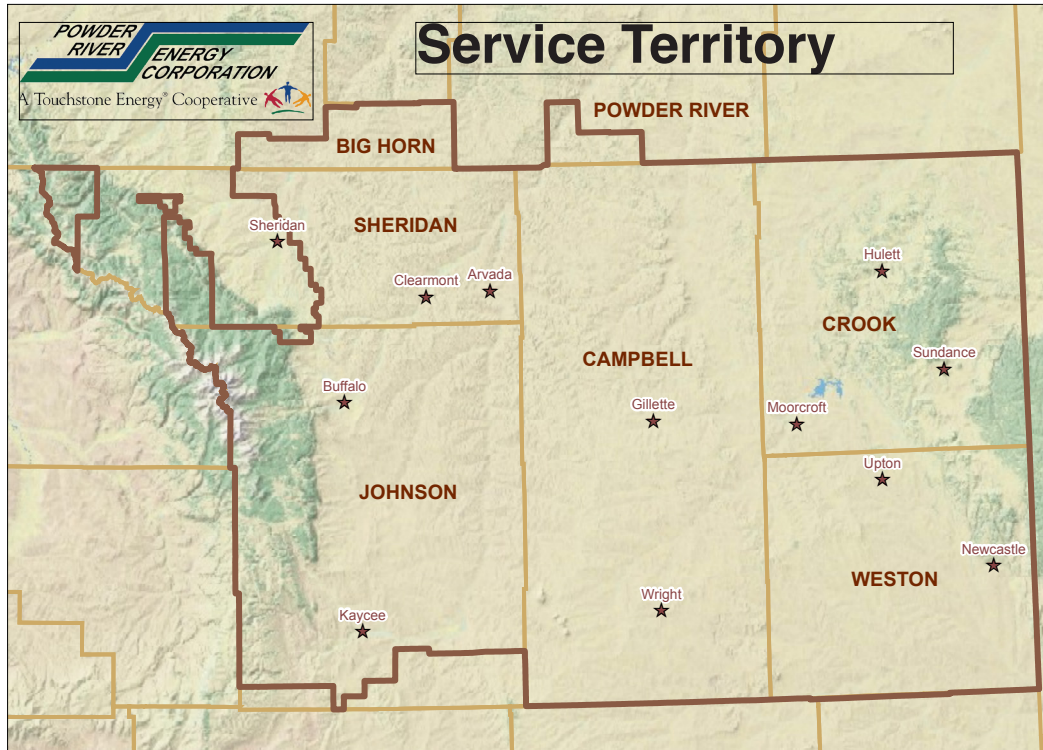 POWDER
RIVER
ENERGY
CORPORATION
A Touchstone Energy® Cooperative
Service Territory
POWDER RIVER
BIG HORN
SHERIDAN
Sheridan
Clearmont
Arvada
Hulett
CROOK
CAMPBELL
Sundance
Buffalo
Gillette
Moorcroft
Upton
JOHNSON
Newcastle
WESTON
Wright
Kaycee